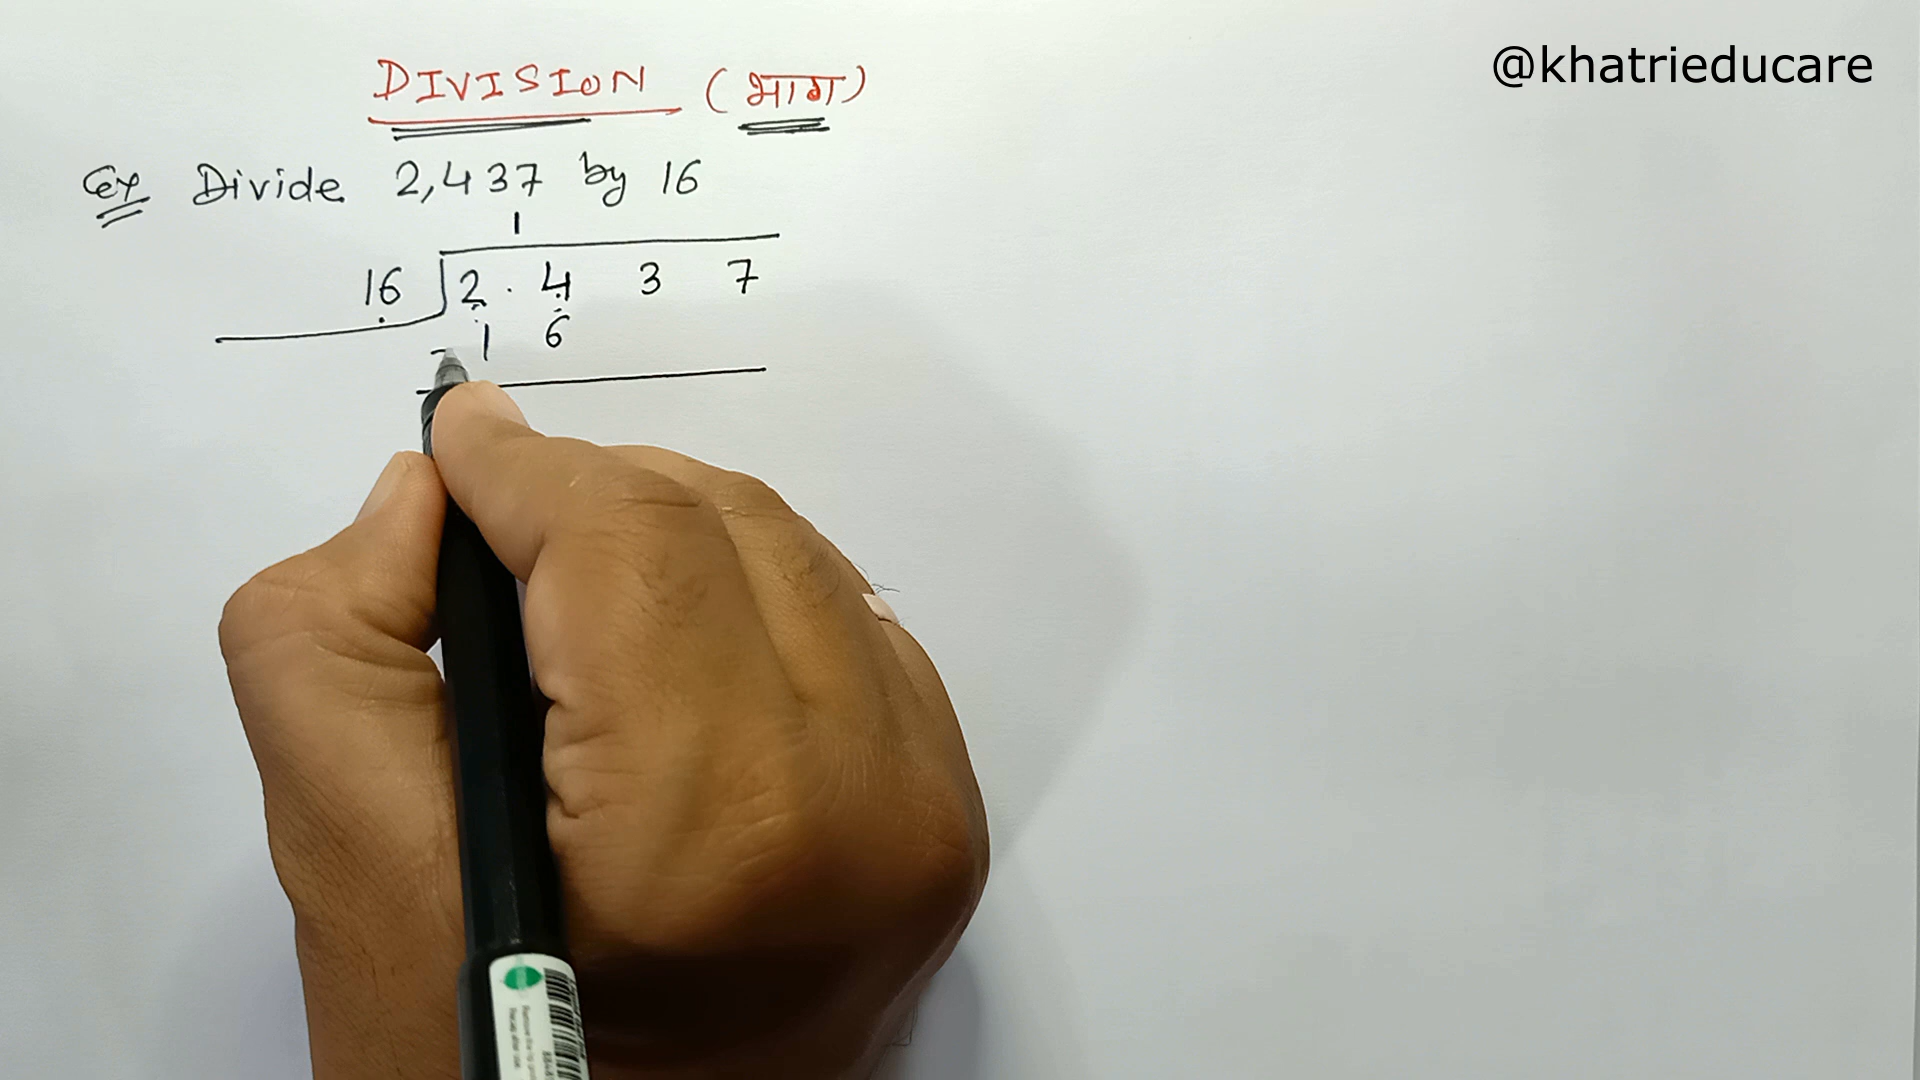 @khatrieducare
DIVISION (भाग)
Ex Divide 2,437 by 16
1
16 2 4 3 7
- 1 6